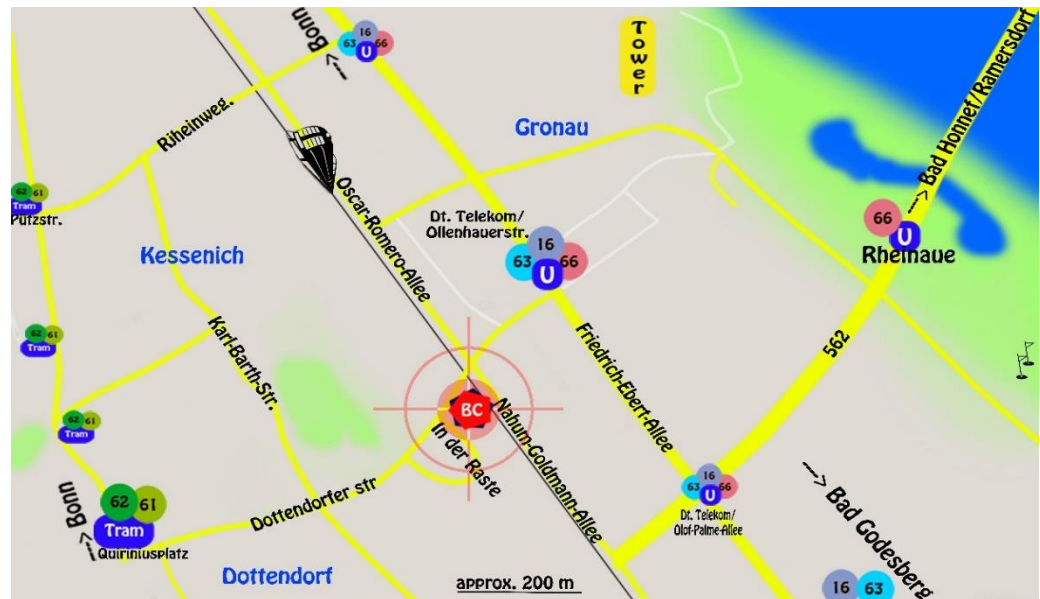 Bonn
<----
16
63
66
U
Tower
Bad Honnef/Ramersdorf
---->
Gronau
Rüheinweg.
62
61
Tram
Pützstr.
Oscar-Romero-Allee
Dt. Telekom/
Ollenhauerstr.
16
63
66
U
66
U
Rheinaue
Kessenich
Karl-Barth-Str.
62
61
Tram
Friedrich-Ebert-Allee
562
BC
Nahum-Goldmann-Allee
In der Raste
62
61
Tram
Dottendorfer str
Bonn
<----
62
61
Tram
Quiriniusplatz
Dottendorf
approx. 200 m
16
63
66
U
Dt. Telekom/
Olof-Palme-Allee
---->
Bad Godesberg
16
63